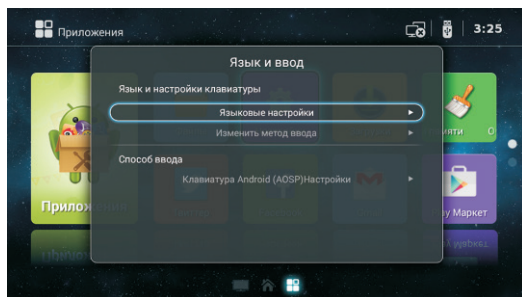 Приложения
3:25
Язык и ввод
Язык и настройки клавиатуры
Языковые настройки
Изменить метод ввода
Способ ввода
Клавиатура Android (AOSP)Настройки
Маркет